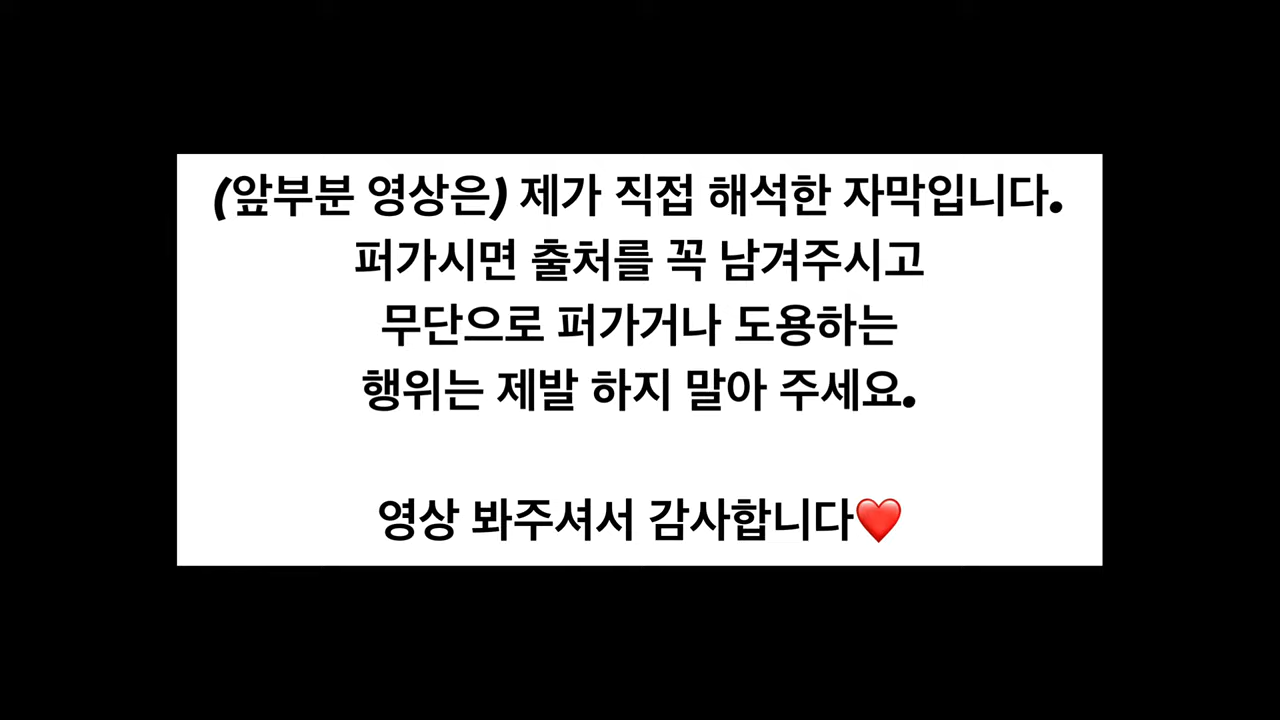 (앞부분 영상은) 제가 직접 해석한 자막입니다.
퍼가시면 출처를 꼭 남겨주시고
무단으로 퍼가거나 도용하는
행위는 제발 하지 말아 주세요.
영상 봐주셔서 감사합니다❤️